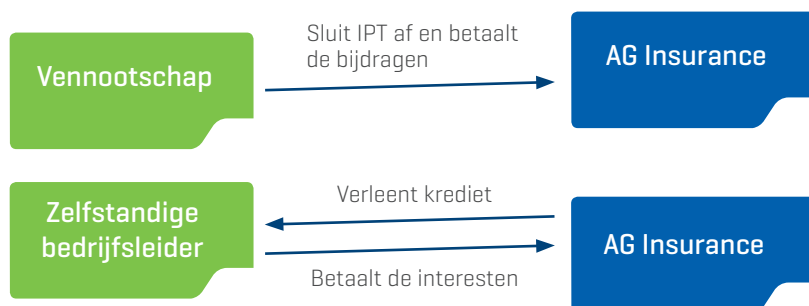 Vennootschap
Sluit IPT af en betaalt
de bijdragen
AG Insurance
Zelfstandige
bedrijfsleider
Verleent krediet
Betaalt de interesten
AG Insurance